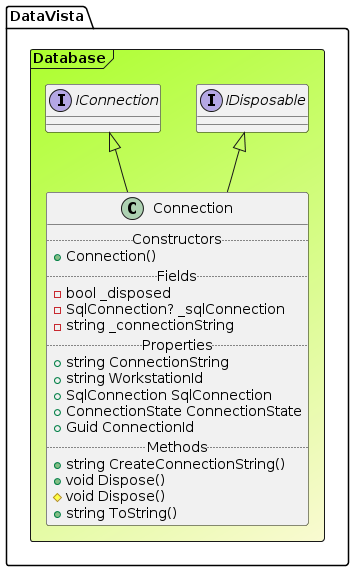 DataVista
Database
I IConnection
I IDisposable
C Connection
Constructors
Connection()
Fields
bool _disposed
SqlConnection? _sqlConnection
string _connectionString
Properties
string ConnectionString
string WorkstationId
SqlConnection SqlConnection
ConnectionState ConnectionState
Guid ConnectionId
Methods
string CreateConnectionString()
void Dispose()
void Dispose()
string ToString()